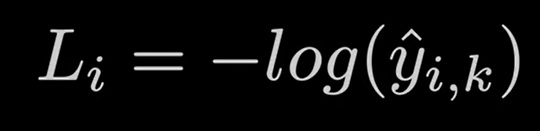 L_i = -log(ŷ_{i,k})